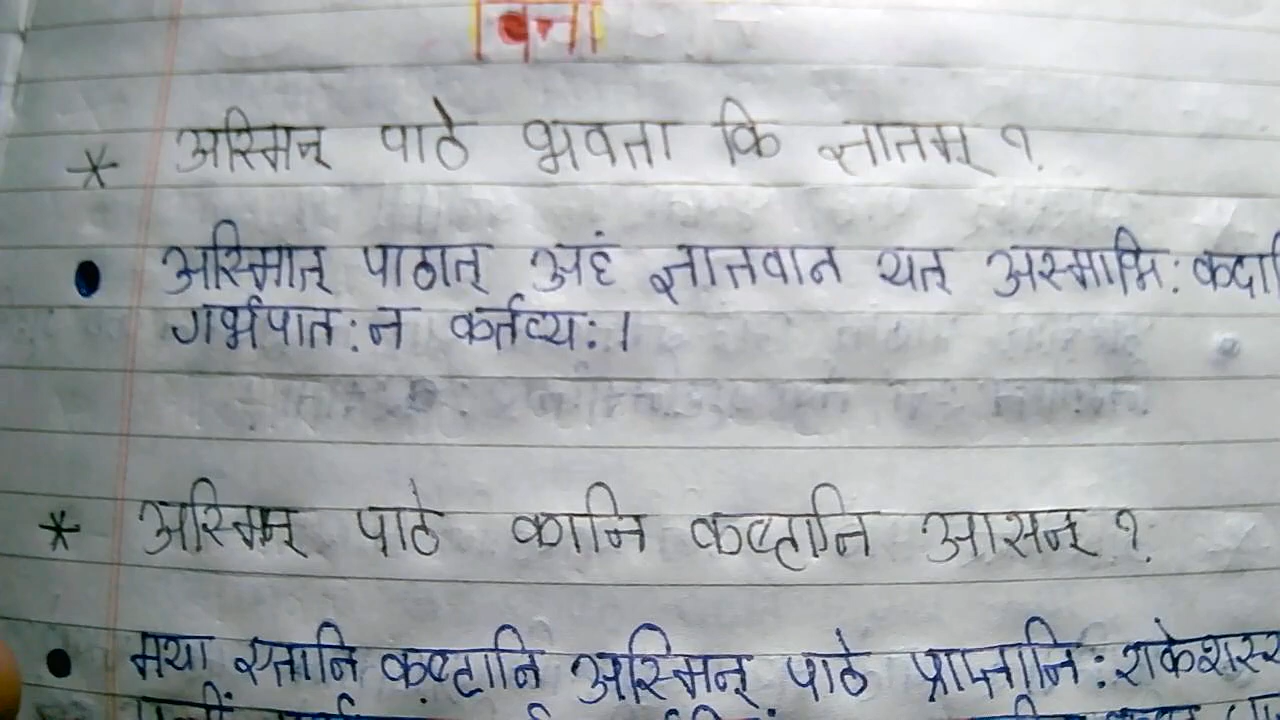 अस्मिन् पाठे भवता कि ज्ञातम् ?
अस्मात् पाठात् अहं ज्ञातवान यत् अस्माभि: कदा
गर्भपात: न कर्तव्य: ।
अस्मिन् पाठे कानि कष्टानि आसन् ?
मया एतानि कष्टानि अस्मिन् पाठे प्राप्तानि: राकेशस्य